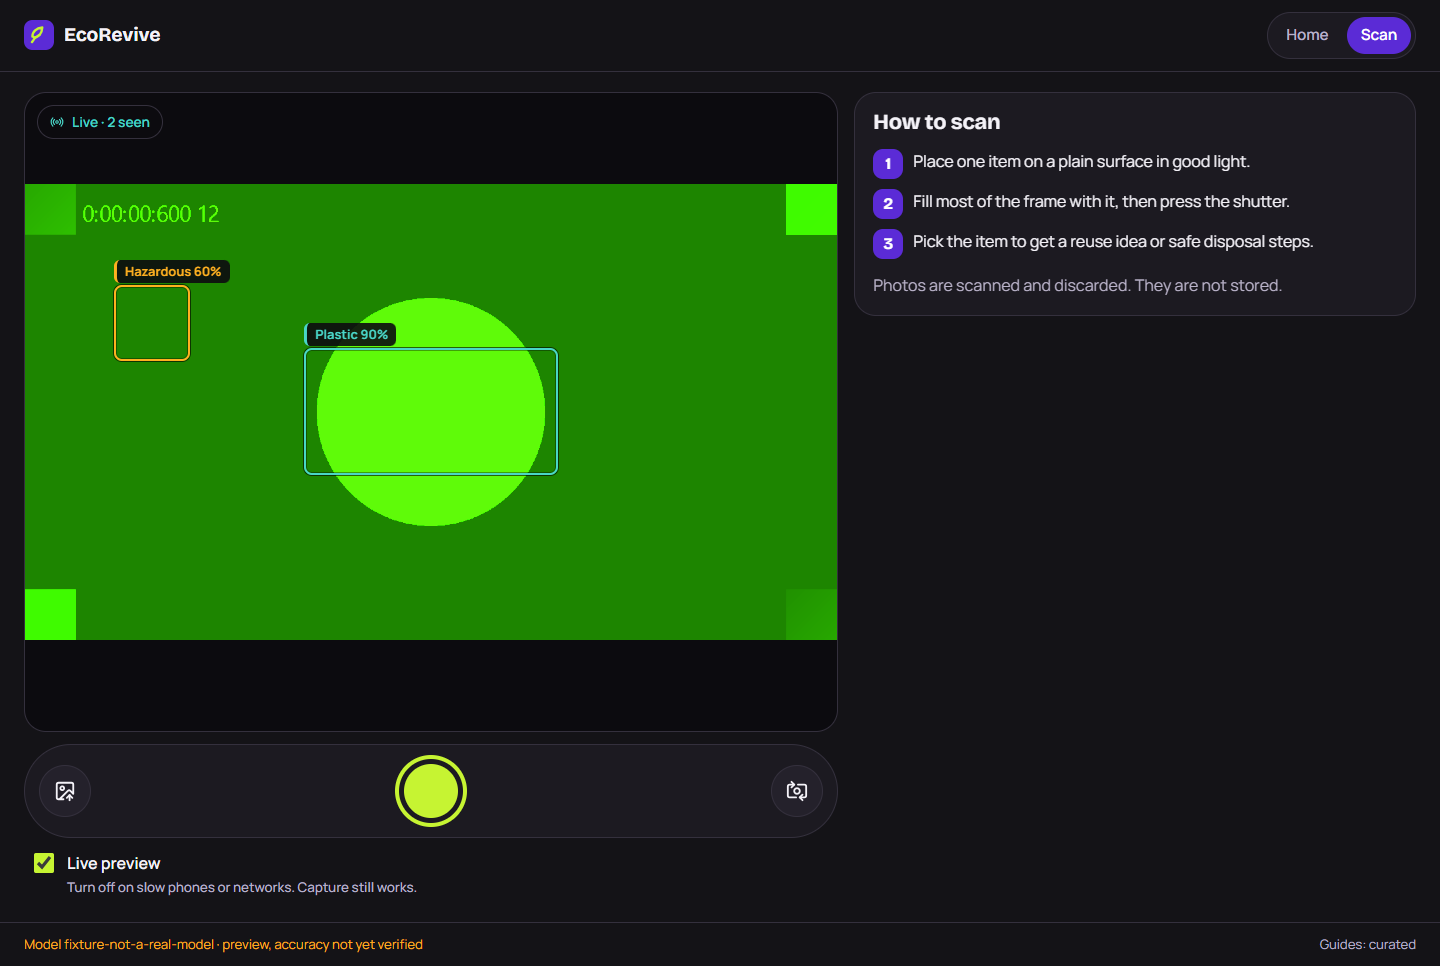 EcoRevive
Home
Scan
Live · 2 seen
0:00:00:600 12
Hazardous 60%
Plastic 90%
How to scan
1 Place one item on a plain surface in good light.
2 Fill most of the frame with it, then press the shutter.
3 Pick the item to get a reuse idea or safe disposal steps.
Photos are scanned and discarded. They are not stored.
Live preview
Turn off on slow phones or networks. Capture still works.
Model fixture-not-a-real-model · preview, accuracy not yet verified
Guides: curated